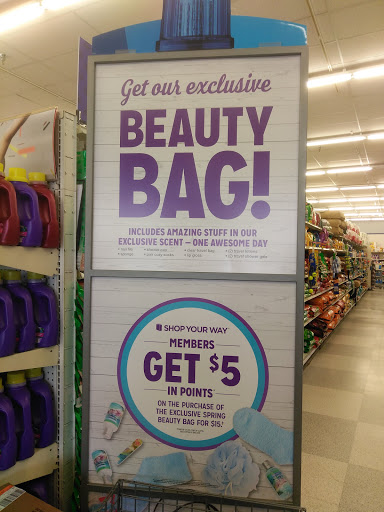 Get our exclusive
BEAUTY
BAG!
INCLUDES AMAZING STUFF IN OUR
EXCLUSIVE SCENT – ONE AWESOME DAY
SHOP YOUR WAY
MEMBERS
GET $5
IN POINTS
ON THE PURCHASE OF
THE EXCLUSIVE SPRING
BEAUTY BAG FOR $15.